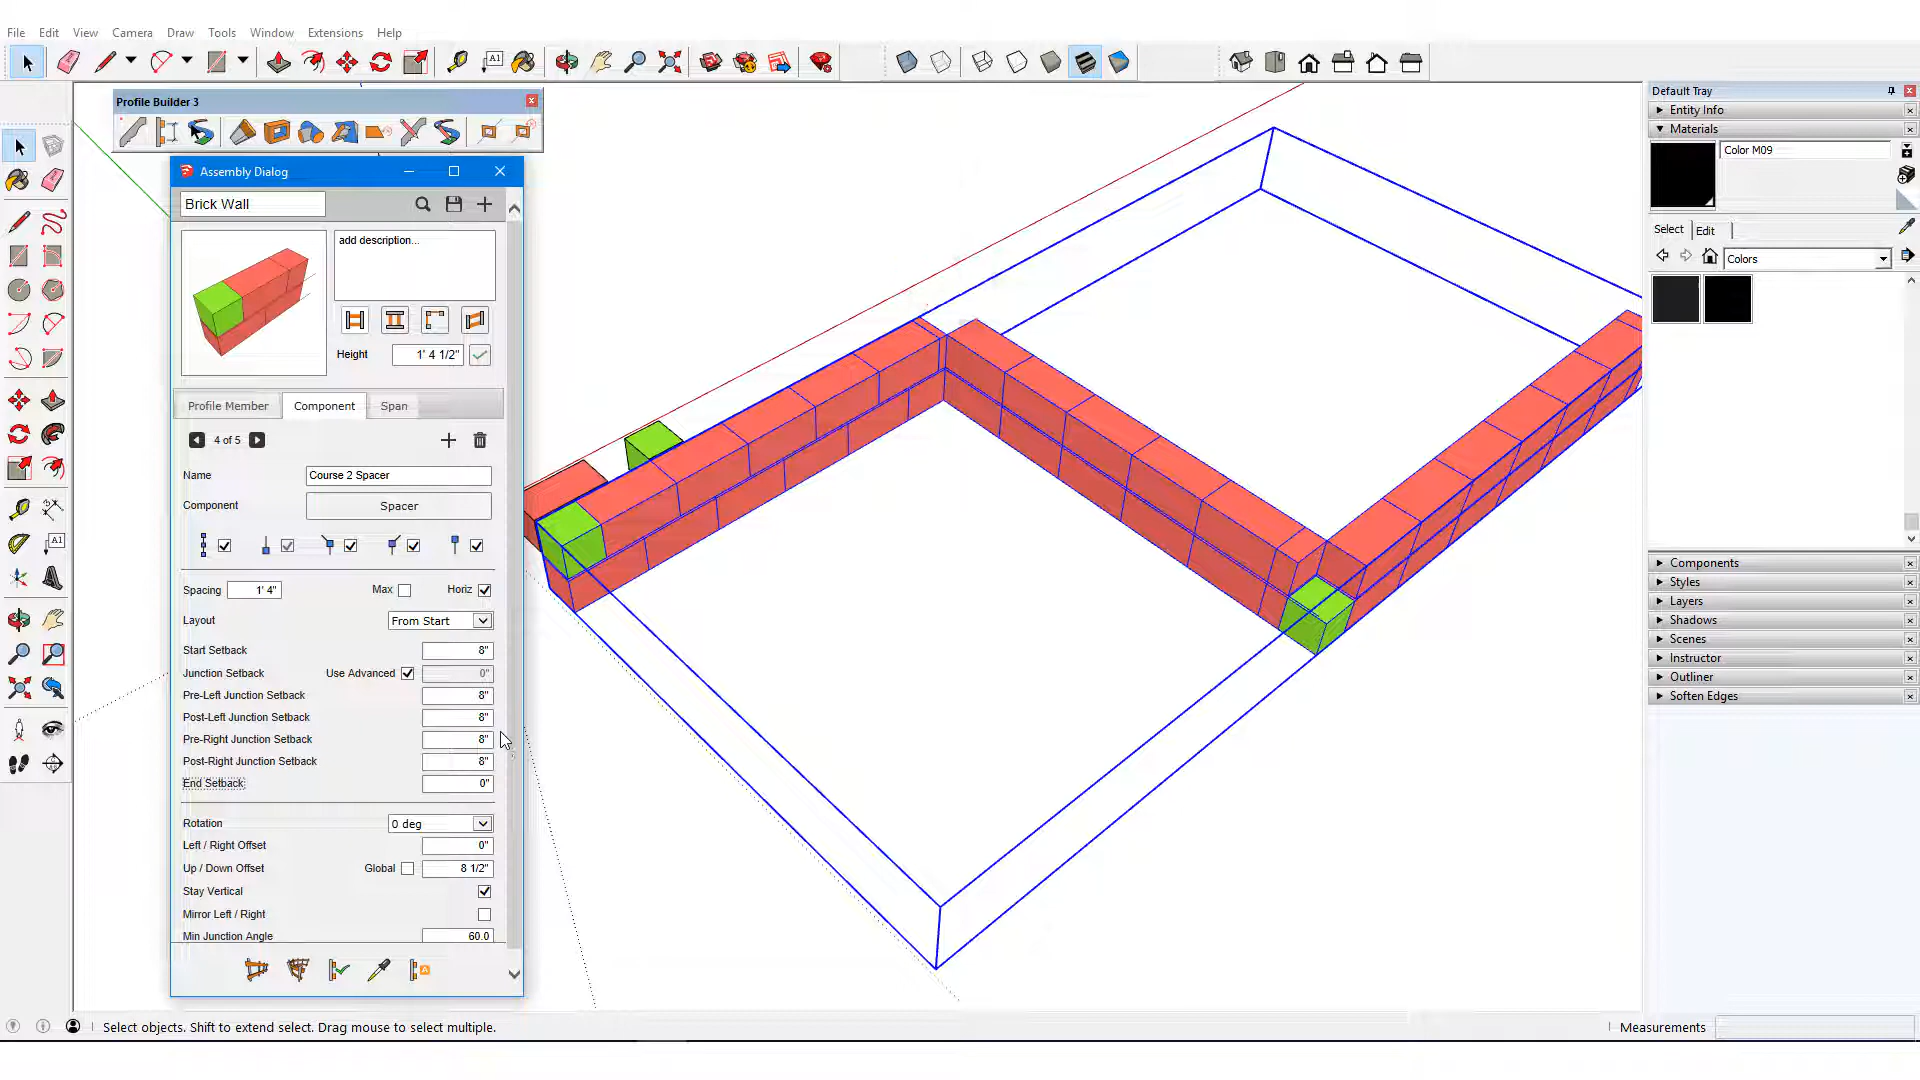 File Edit View Camera Draw Tools Window Extensions Help
A1
Profile Builder 3
Assembly Dialog
Brick Wall
add description...
Height 1' 4 1/2"
Profile Member Component Span
4 of 5
Name Course 2 Spacer
Component Spacer
Spacing 1' 4" Max Horiz
Layout From Start
Start Setback 8"
Junction Setback Use Advanced 0"
Pre-Left Junction Setback 8"
Post-Left Junction Setback 8"
Pre-Right Junction Setback 8"
Post-Right Junction Setback 8"
End Setback 0"
Rotation 0 deg
Left / Right Offset 0"
Up / Down Offset Global 8 1/2"
Stay Vertical
Mirror Left / Right
Min Junction Angle 60.0
A
A1
Default Tray
Entity Info
Materials
Color M09
Select Edit
Colors
Components
Styles
Layers
Shadows
Scenes
Instructor
Outliner
Soften Edges
Select objects. Shift to extend select. Drag mouse to select multiple.
Measurements